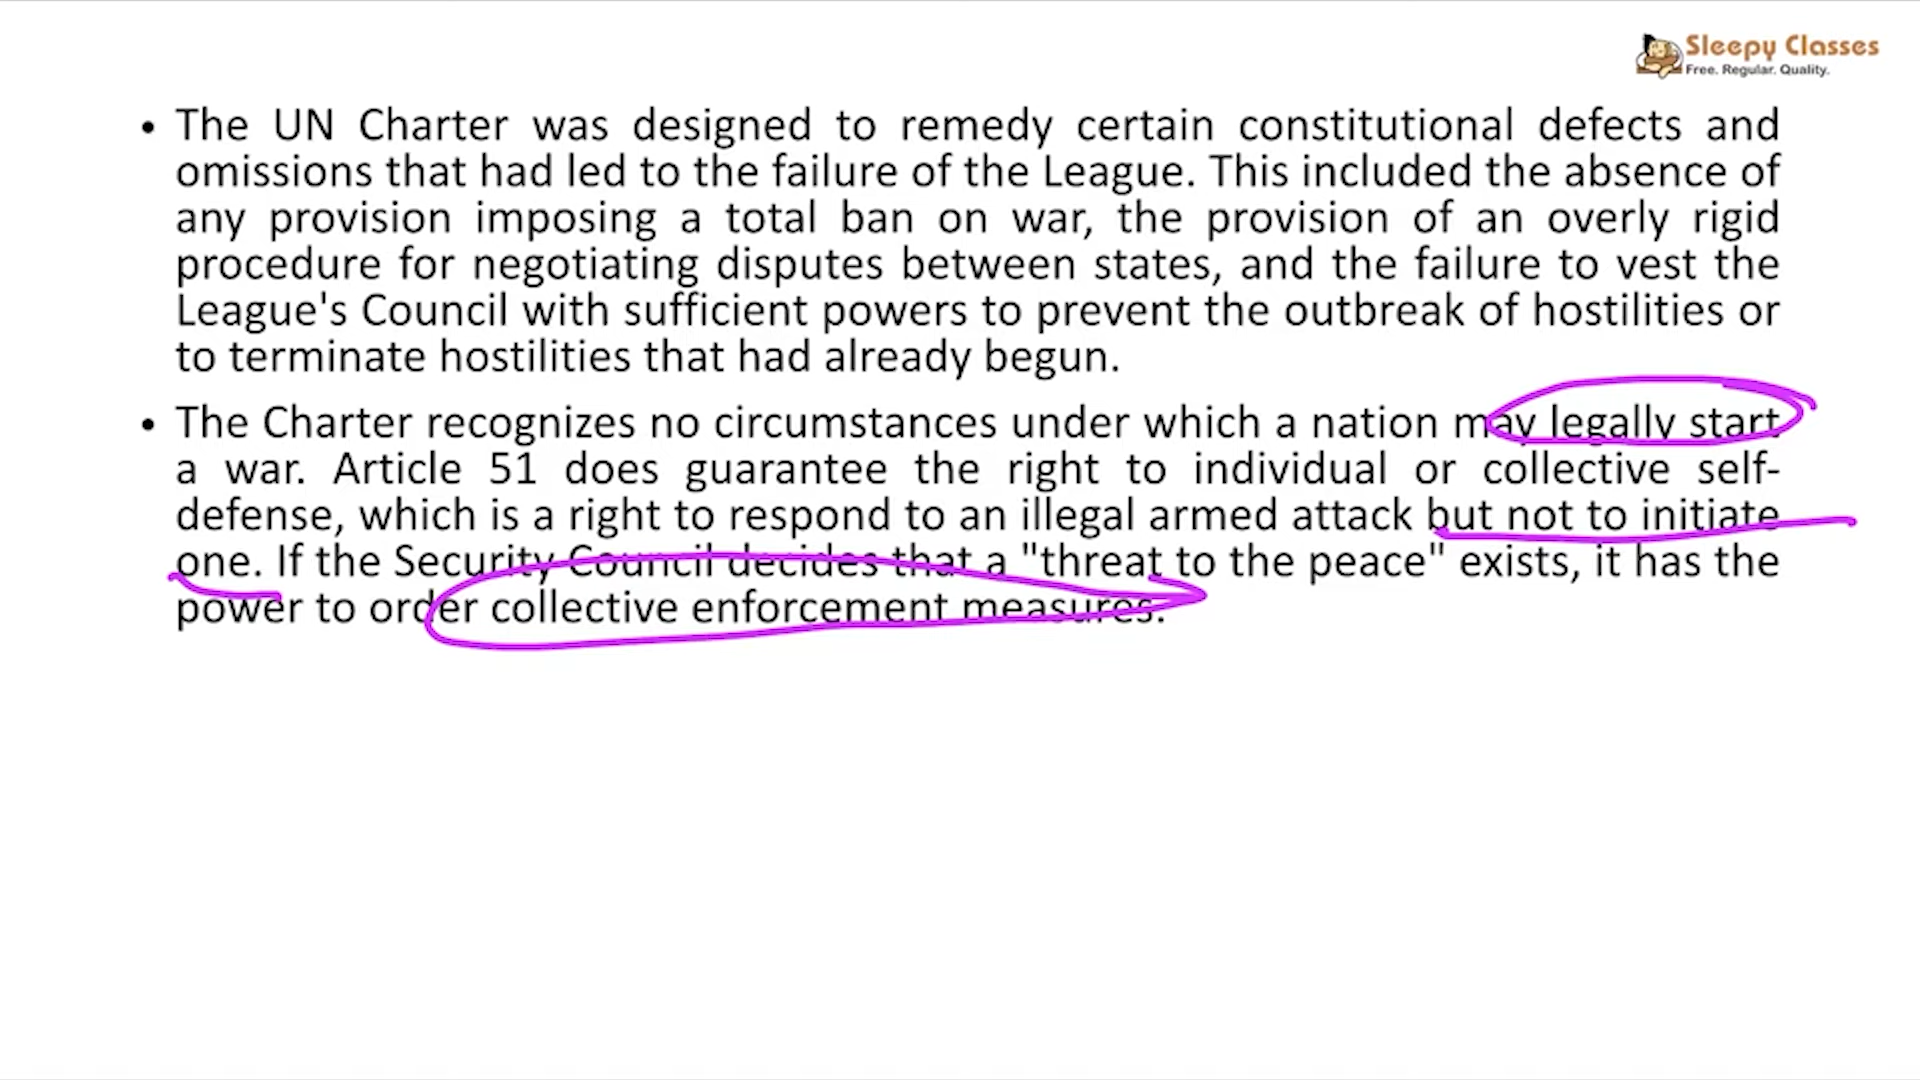 Sleepy Classes
Free. Regular. Quality.
• The UN Charter was designed to remedy certain constitutional defects and
omissions that had led to the failure of the League. This included the absence of
any provision imposing a total ban on war, the provision of an overly rigid
procedure for negotiating disputes between states, and the failure to vest the
League's Council with sufficient powers to prevent the outbreak of hostilities or
to terminate hostilities that had already begun.
• The Charter recognizes no circumstances under which a nation may legally start
a war. Article 51 does guarantee the right to individual or collective self-
defense, which is a right to respond to an illegal armed attack but not to initiate
one. If the Security Council decides that a "threat to the peace" exists, it has the
power to order collective enforcement measures.